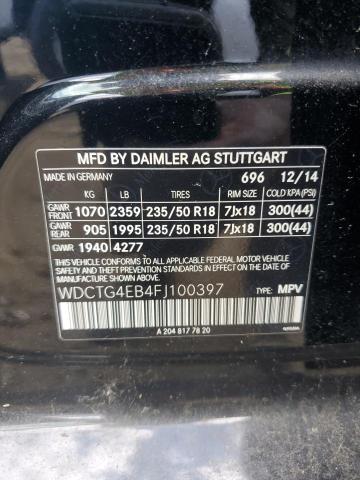 MFD BY DAIMLER AG STUTTGART
MADE IN GERMANY 696 12/14
KG LB TIRES RIM SIZE COLD KPA(PSI)
GAWR FRONT 1070 2359 235/50 R18 7Jx18 300(44)
GAWR REAR 905 1995 235/50 R18 7Jx18 300(44)
GVWR 1940 4277
THIS VEHICLE CONFORMS TO ALL APPLICABLE FEDERAL MOTOR
VEHICLE SAFETY STANDARDS IN EFFECT ON THE
DATE OF MANUFACTURE SHOWN ABOVE.
WDCTG4EB4FJ100397 TYPE: MPV
A 204 817 78 20